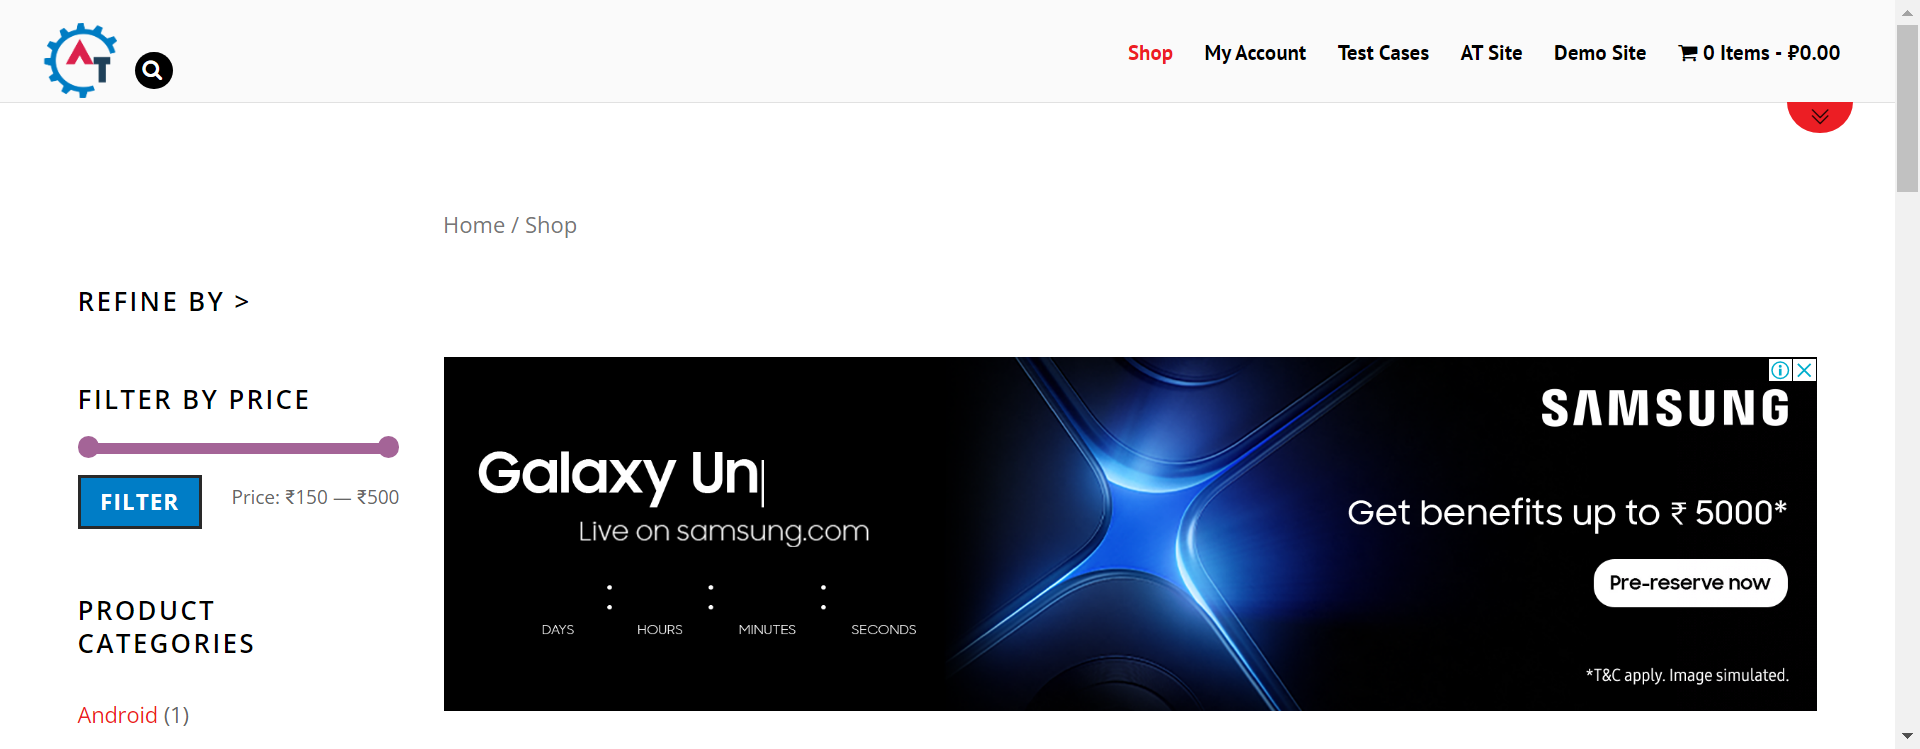 AT
Shop My Account Test Cases AT Site Demo Site 0 Items - ₽0.00
Home / Shop
REFINE BY >
FILTER BY PRICE
FILTER Price: ₹150 — ₹500
PRODUCT
CATEGORIES
Android (1)
SAMSUNG
Galaxy Un
Live on samsung.com
: : :
DAYS HOURS MINUTES SECONDS
Get benefits up to ₹ 5000*
Pre-reserve now
*T&C apply. Image simulated.